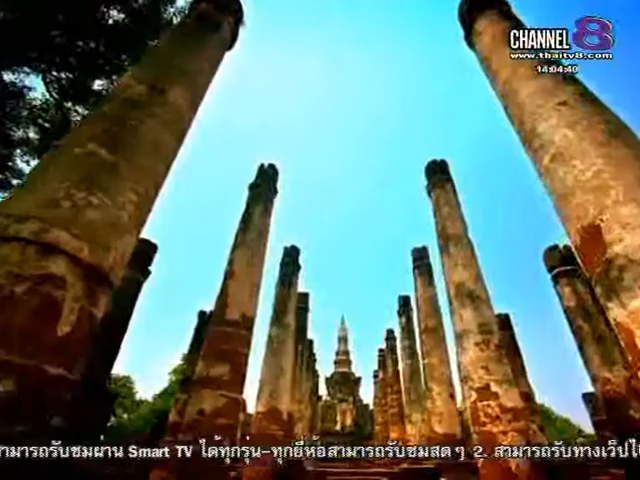 CHANNEL 8
www.thaitv8.com
14:04:40
สามารถรับชมผ่าน Smart TV ได้ทุกรุ่น-ทุกยี่ห้อสามารถรับชมสดๆ 2. สามารถรับทางเว็ปไ